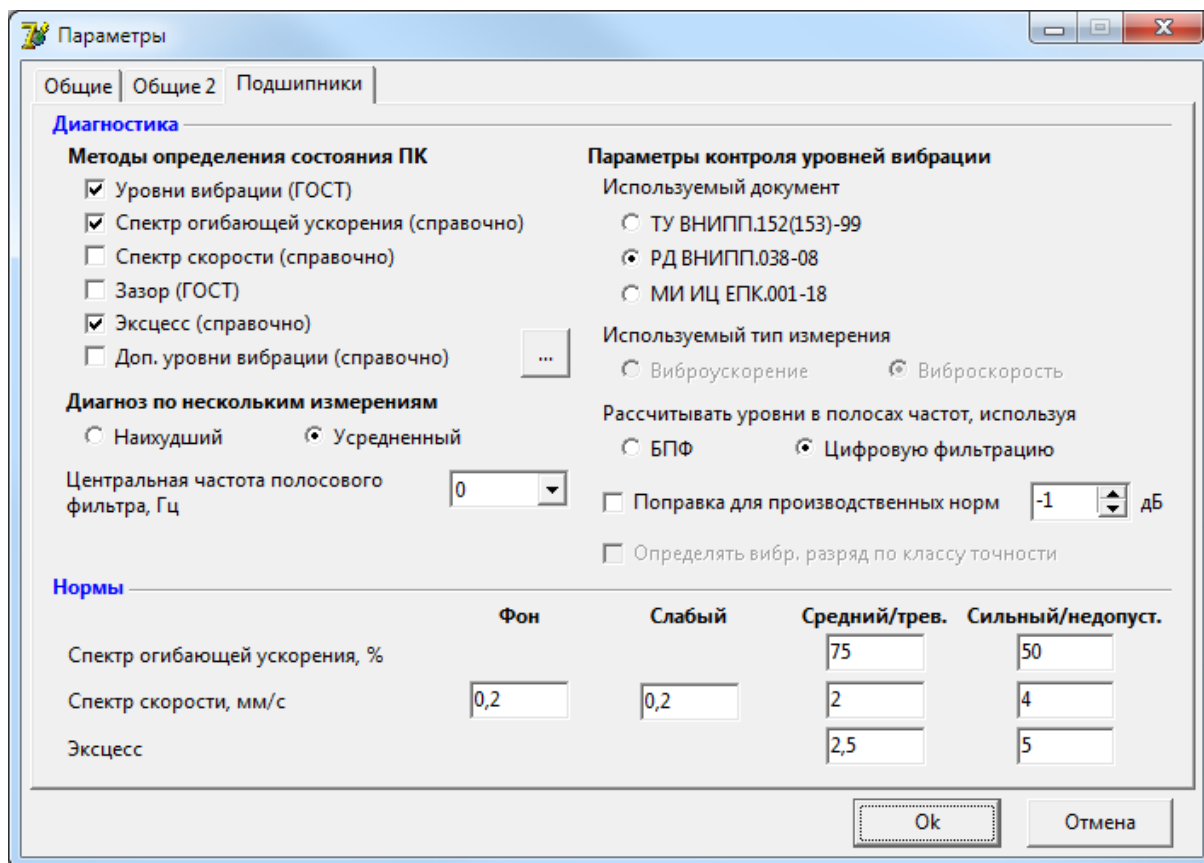 Параметры
Общие Общие 2 Подшипники
Диагностика
Методы определения состояния ПК
Уровни вибрации (ГОСТ)
Спектр огибающей ускорения (справочно)
Спектр скорости (справочно)
Зазор (ГОСТ)
Эксцесс (справочно)
Доп. уровни вибрации (справочно) ...
Диагноз по нескольким измерениям
Наихудший Усредненный
Центральная частота полосового
фильтра, Гц 0
Параметры контроля уровней вибрации
Используемый документ
ТУ ВНИПП.152(153)-99
РД ВНИПП.038-08
МИ ИЦ ЕПК.001-18
Используемый тип измерения
Виброускорение Виброскорость
Рассчитывать уровни в полосах частот, используя
БПФ Цифровую фильтрацию
Поправка для производственных норм -1 дБ
Определять вибр. разряд по классу точности
Нормы
Фон Слабый Средний/трев. Сильный/недопуст.
Спектр огибающей ускорения, % 75 50
Спектр скорости, мм/с 0,2 0,2 2 4
Эксцесс 2,5 5
Ok Отмена